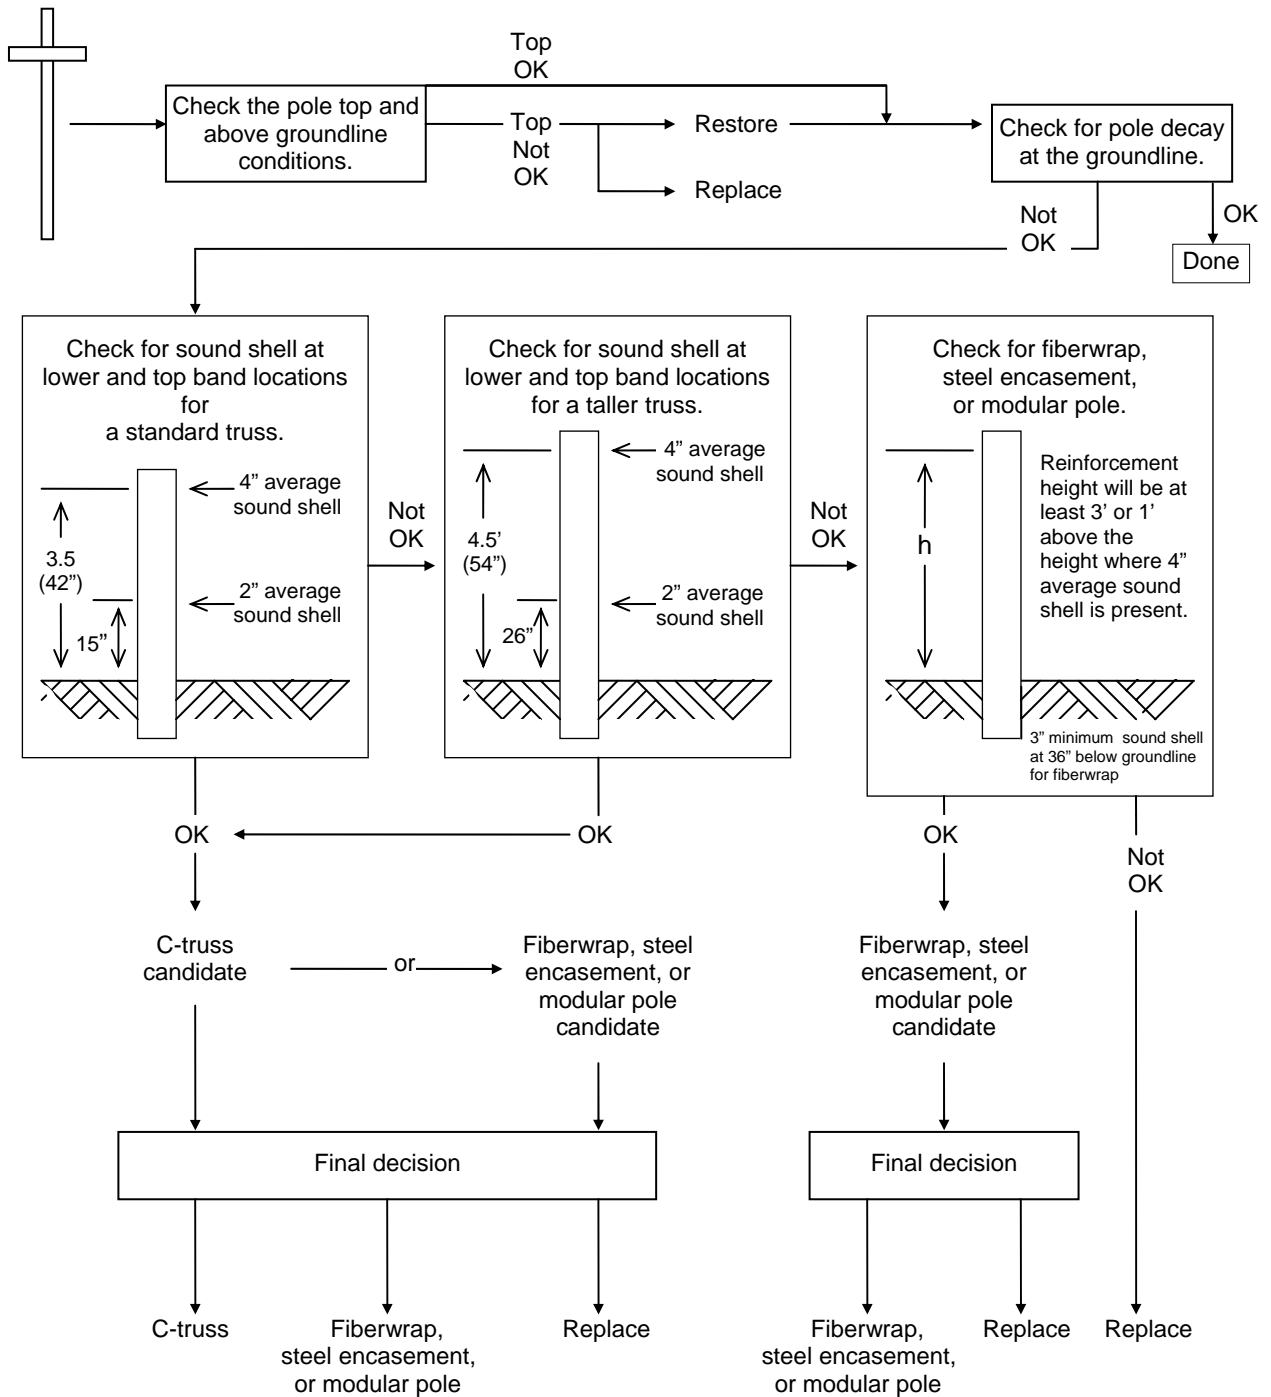 Top
OK
Check the pole top and
above groundline
conditions.
Top
Not
OK
Restore
Replace
Check for pole decay
at the groundline.
Not
OK
OK
Done
Check for sound shell at
lower and top band locations
for
a standard truss.
4” average
sound shell
3.5
(42”)
2” average
sound shell
15”
Not
OK
Check for sound shell at
lower and top band locations
for a taller truss.
4” average
sound shell
4.5’
(54”)
2” average
sound shell
26”
Not
OK
Check for fiberwrap,
steel encasement,
or modular pole.
h
Reinforcement
height will be at
least 3’ or 1’
above the
height where 4”
average sound
shell is present.
3” minimum sound shell
at 36” below groundline
for fiberwrap
OK
OK
OK
Not
OK
C-truss
candidate
or
Fiberwrap, steel
encasement, or
modular pole
candidate
Fiberwrap, steel
encasement, or
modular pole
candidate
Final decision
Final decision
C-truss
Fiberwrap,
steel encasement,
or modular pole
Replace
Fiberwrap,
steel encasement,
or modular pole
Replace
Replace